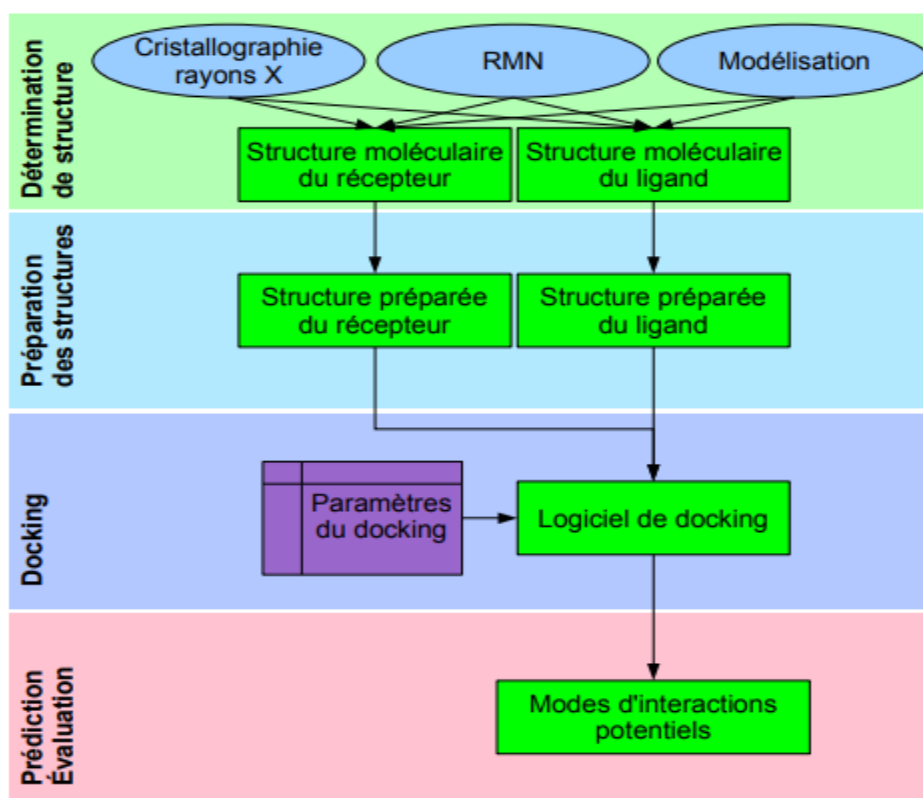 Détermination
de structure
Cristallographie
rayons X
RMN
Modélisation
Structure moléculaire
du récepteur
Structure moléculaire
du ligand
Préparation
des structures
Structure préparée
du récepteur
Structure préparée
du ligand
Docking
Paramètres
du docking
Logiciel de docking
Prédiction
Évaluation
Modes d'interactions
potentiels